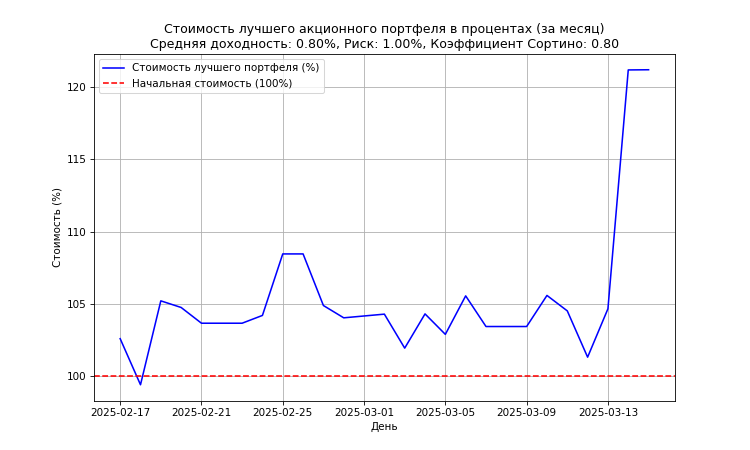 Стоимость лучшего акционного портфеля в процентах (за месяц)
Средняя доходность: 0.80%, Риск: 1.00%, Коэффициент Сортино: 0.80
Стоимость лучшего портфеля (%)
Начальная стоимость (100%)
Стоимость (%)
120
115
110
105
100
2025-02-17 2025-02-21 2025-02-25 2025-03-01 2025-03-05 2025-03-09 2025-03-13
День